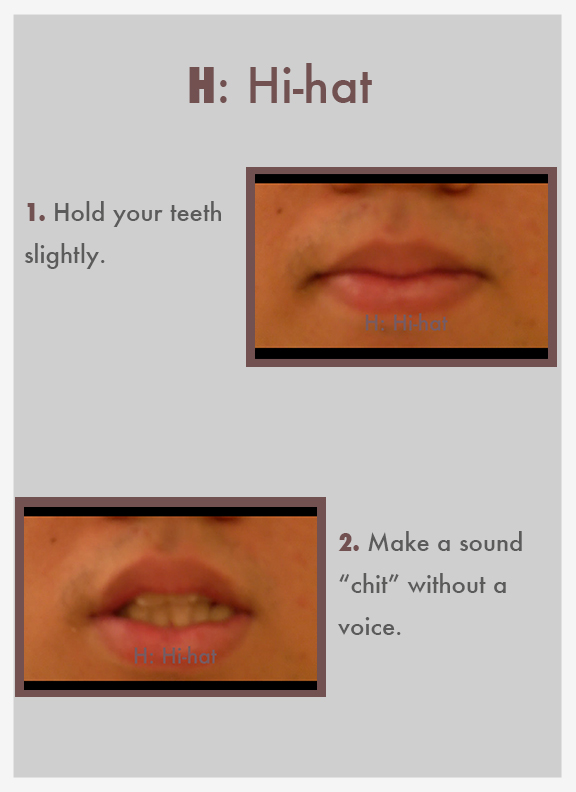 H: Hi-hat
1. Hold your teeth
slightly.
H: Hi-hat
2. Make a sound
“chit” without a
voice.
H: Hi-hat